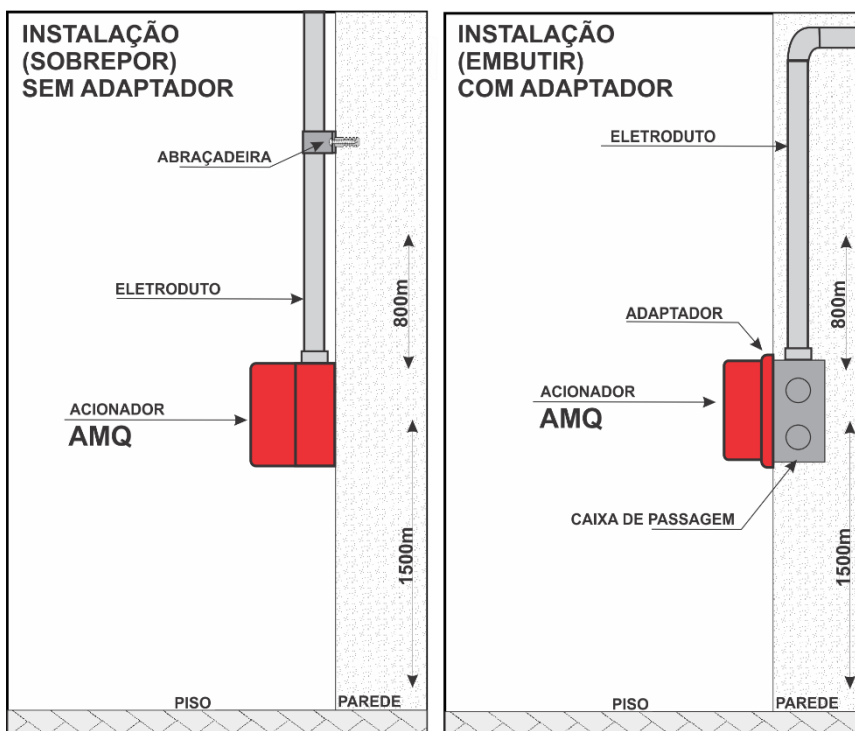 INSTALAÇÃO
(SOBREPOR)
SEM ADAPTADOR
ABRAÇADEIRA
ELETRODUTO
800m
ACIONADOR
AMQ
1500m
PISO
PAREDE
INSTALAÇÃO
(EMBUTIR)
COM ADAPTADOR
ELETRODUTO
800m
ADAPTADOR
ACIONADOR
AMQ
CAIXA DE PASSAGEM
1500m
PISO
PAREDE